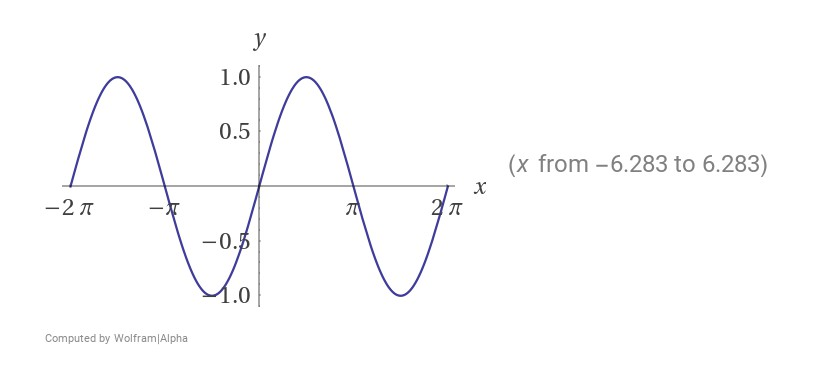 y
1.0
0.5
(x from −6.283 to 6.283)
x
−2 π
−π
π
2 π
−0.5
−1.0
Computed by Wolfram|Alpha